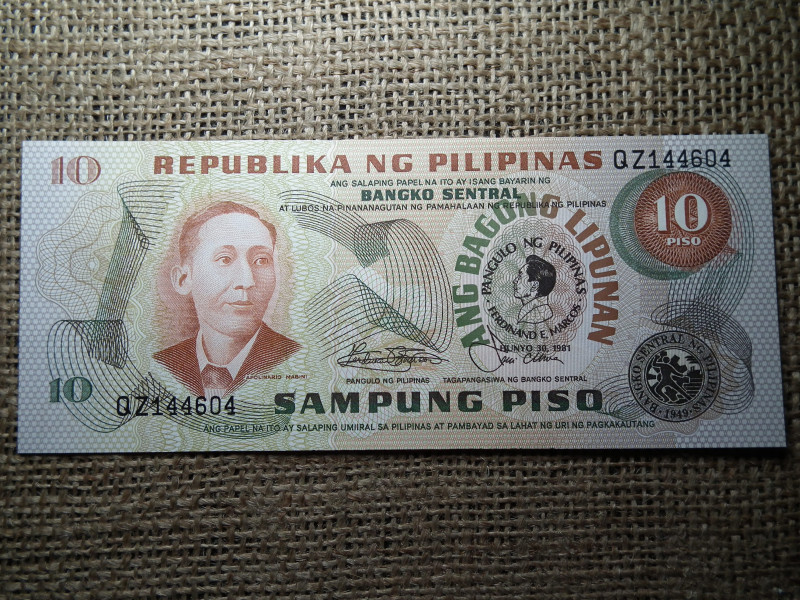 10
REPUBLIKA NG PILIPINAS
QZ144604
ANG SALAPING PAPEL NA ITO AY ISANG BAYARIN NG
BANGKO SENTRAL
AT LUBOS NA PINANANAGUTAN NG PAMAHALAAN NG REPUBLIKA NG PILIPINAS
10
PISO
ANG BAGONG LIPUNAN
PANGULO NG PILIPINAS
FERDINAND E. MARCOS
HUNYO 30, 1981
APOLINARIO MABINI
PANGULO NG PILIPINAS
TAGAPANGASIWA NG BANGKO SENTRAL
BANGKO SENTRAL NG PILIPINAS
1949
10
QZ144604
SAMPUNG PISO
ANG PAPEL NA ITO AY SALAPING UMIIRAL SA PILIPINAS AT PAMBAYAD SA LAHAT NG URI NG PAGKAKAUTANG